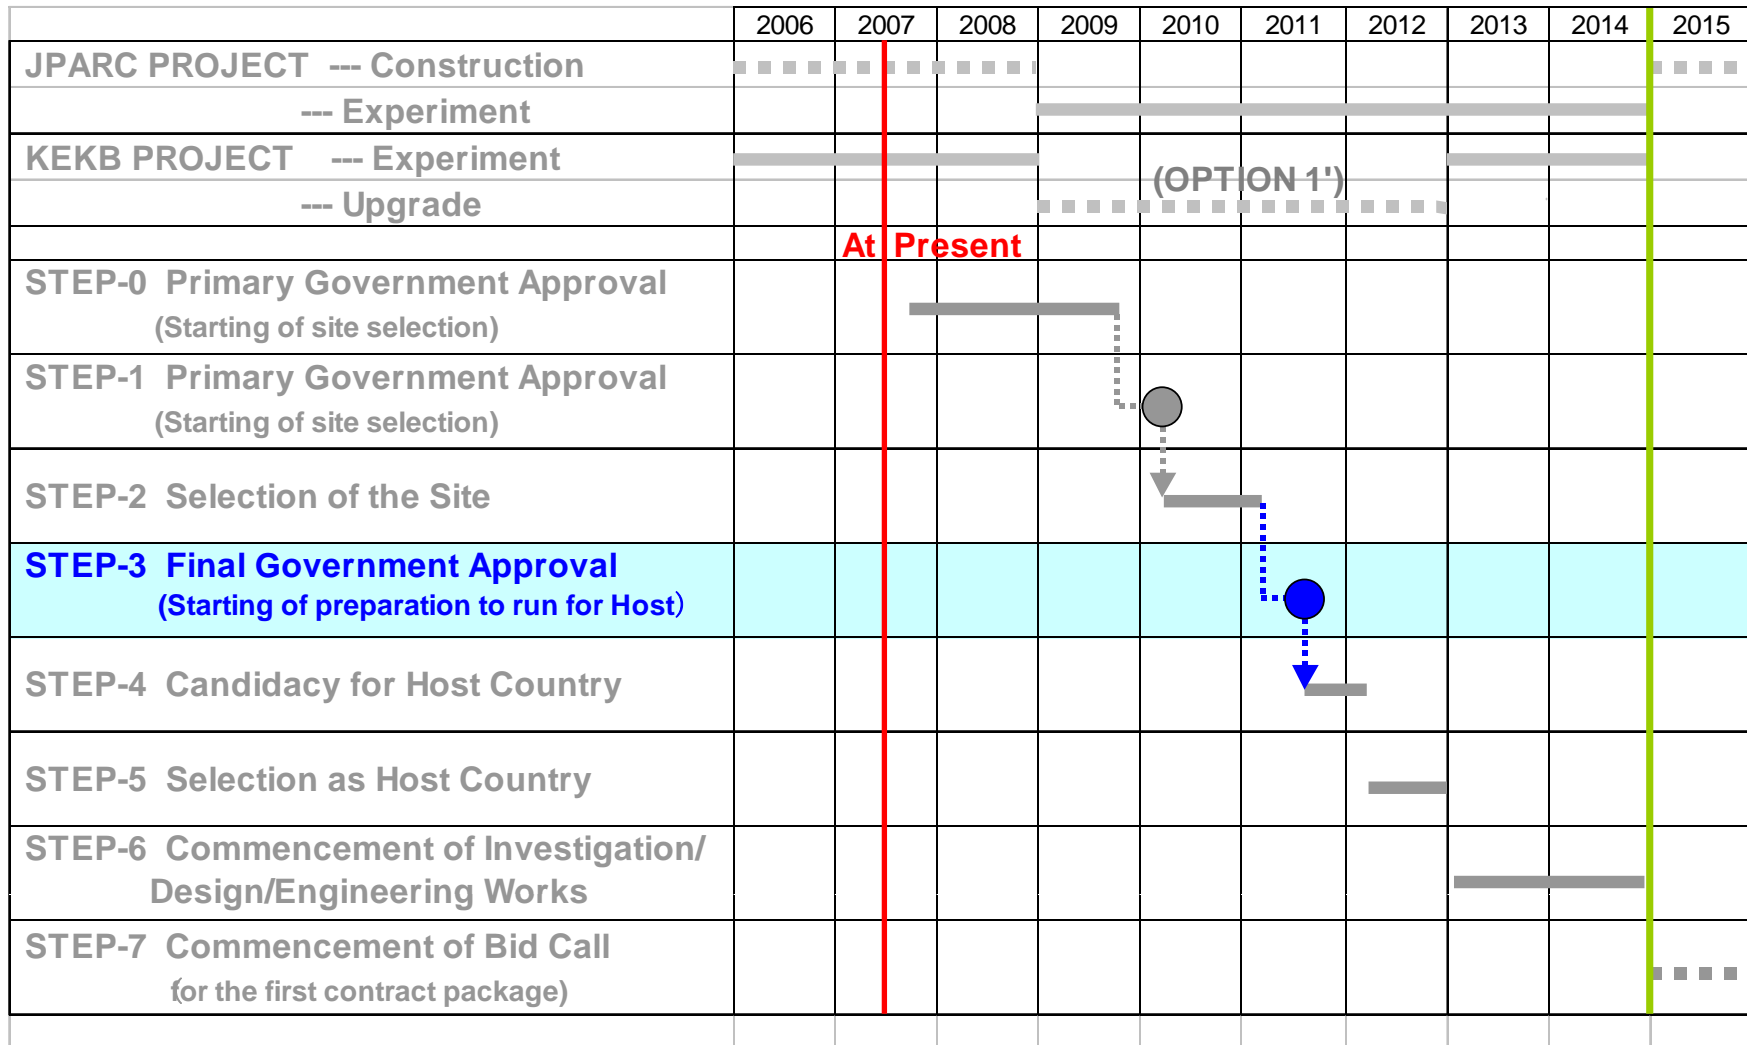 2006 2007 2008 2009 2010 2011 2012 2013 2014 2015
JPARC PROJECT --- Construction
--- Experiment
KEKB PROJECT --- Experiment
(OPTION 1')
--- Upgrade
At Present
STEP-0 Primary Government Approval
(Starting of site selection)
STEP-1 Primary Government Approval
(Starting of site selection)
STEP-2 Selection of the Site
STEP-3 Final Government Approval
(Starting of preparation to run for Host）
STEP-4 Candidacy for Host Country
STEP-5 Selection as Host Country
STEP-6 Commencement of Investigation/
Design/Engineering Works
STEP-7 Commencement of Bid Call
(for the first contract package)